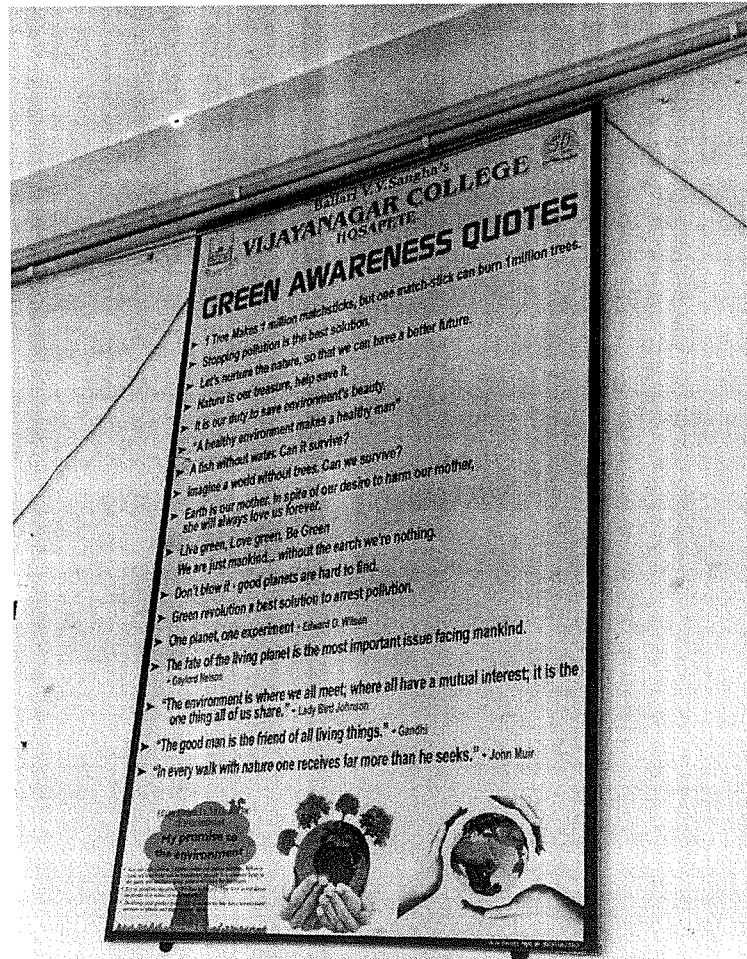 Ballari V.V.Sangha's
VIJAYANAGAR COLLEGE
HOSAPETE
GREEN AWARENESS QUOTES
➤ 1 Tree Makes 1 million matchsticks, but one match-stick can burn 1million trees.
➤ Stopping pollution is the best solution.
➤ Let's nurture the nature, so that we can have a better future.
➤ Nature is our treasure, help save it.
➤ It is our duty to save environment's beauty.
➤ "A healthy environment makes a healthy man"
➤ A fish without water. Can it survive?
➤ Imagine a world without trees. Can we survive?
➤ Earth is our mother. In spite of our desire to harm our mother,
she will always love us forever.
➤ Live green, Love green, Be Green
We are just mankind... without the earth we're nothing.
➤ Don't blow it - good planets are hard to find.
➤ Green revolution a best solution to arrest pollution.
➤ One planet, one experiment - Edward O. Wilson
➤ The fate of the living planet is the most important issue facing mankind.
- Gaylord Nelson
➤ "The environment is where we all meet; where all have a mutual interest; it is the
one thing all of us share." - Lady Bird Johnson
➤ "The good man is the friend of all living things." - Gandhi
➤ "In every walk with nature one receives far more than he seeks." - John Muir
My promise to
the environment